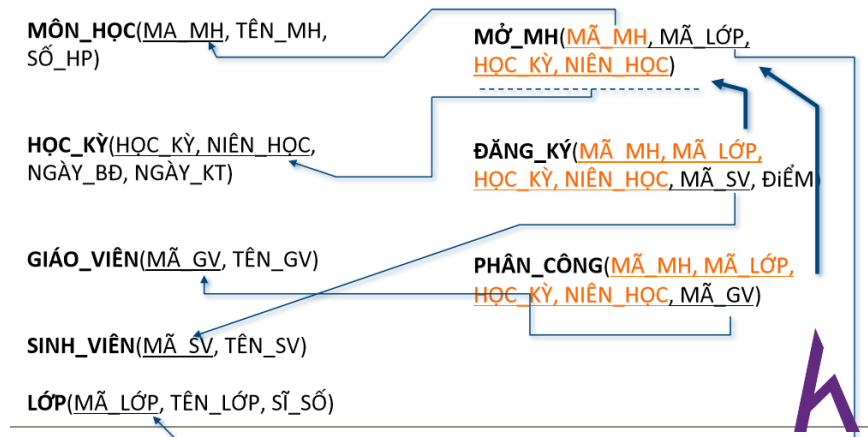 MÔN_HỌC(MA_MH, TÊN_MH,
SỐ_HP)
HỌC_KỲ(HỌC_KỲ, NIÊN_HỌC,
NGÀY_BĐ, NGÀY_KT)
GIÁO_VIÊN(MÃ_GV, TÊN_GV)
SINH_VIÊN(MÃ_SV, TÊN_SV)
LỚP(MÃ_LỚP, TÊN_LỚP, SĨ_SỐ)
MỞ_MH(MÃ_MH, MÃ_LỚP,
HỌC_KỲ, NIÊN_HỌC)
ĐĂNG_KÝ(MÃ_MH, MÃ_LỚP,
HỌC_KỲ, NIÊN_HỌC, MÃ_SV, ĐiỂM)
PHÂN_CÔNG(MÃ_MH, MÃ_LỚP,
HỌC_KỲ, NIÊN_HỌC, MÃ_GV)